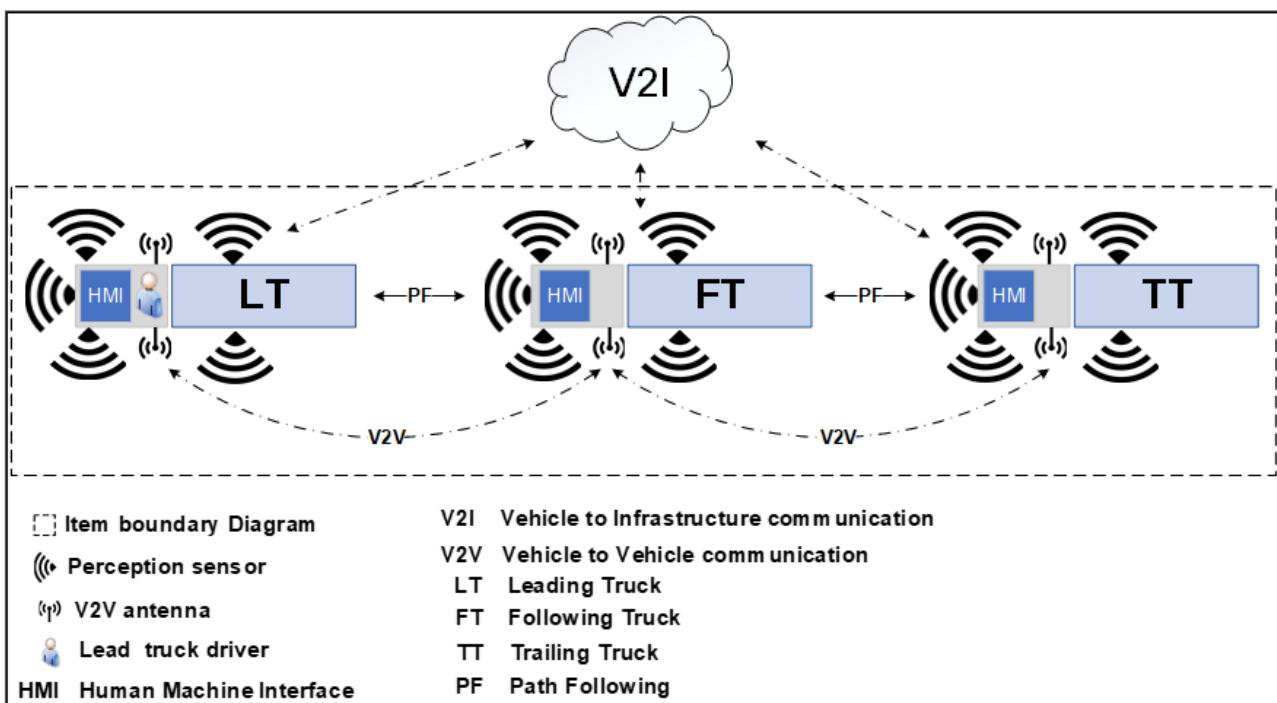 V2I
HMI
LT
PF
HMI
FT
PF
HMI
TT
V2V
V2V
Item boundary Diagram
Perception sensor
V2V antenna
Lead truck driver
HMI Human Machine Interface
V2I Vehicle to Infrastructure communication
V2V Vehicle to Vehicle communication
LT Leading Truck
FT Following Truck
TT Trailing Truck
PF Path Following